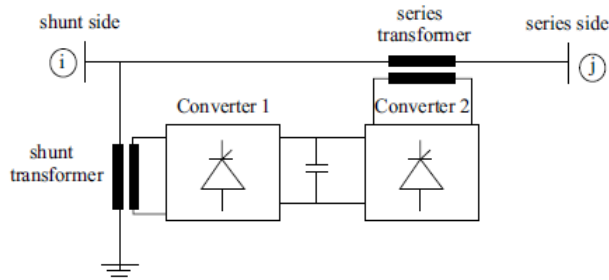 shunt side
series
transformer
series side
i
j
Converter 1
Converter 2
shunt
transformer